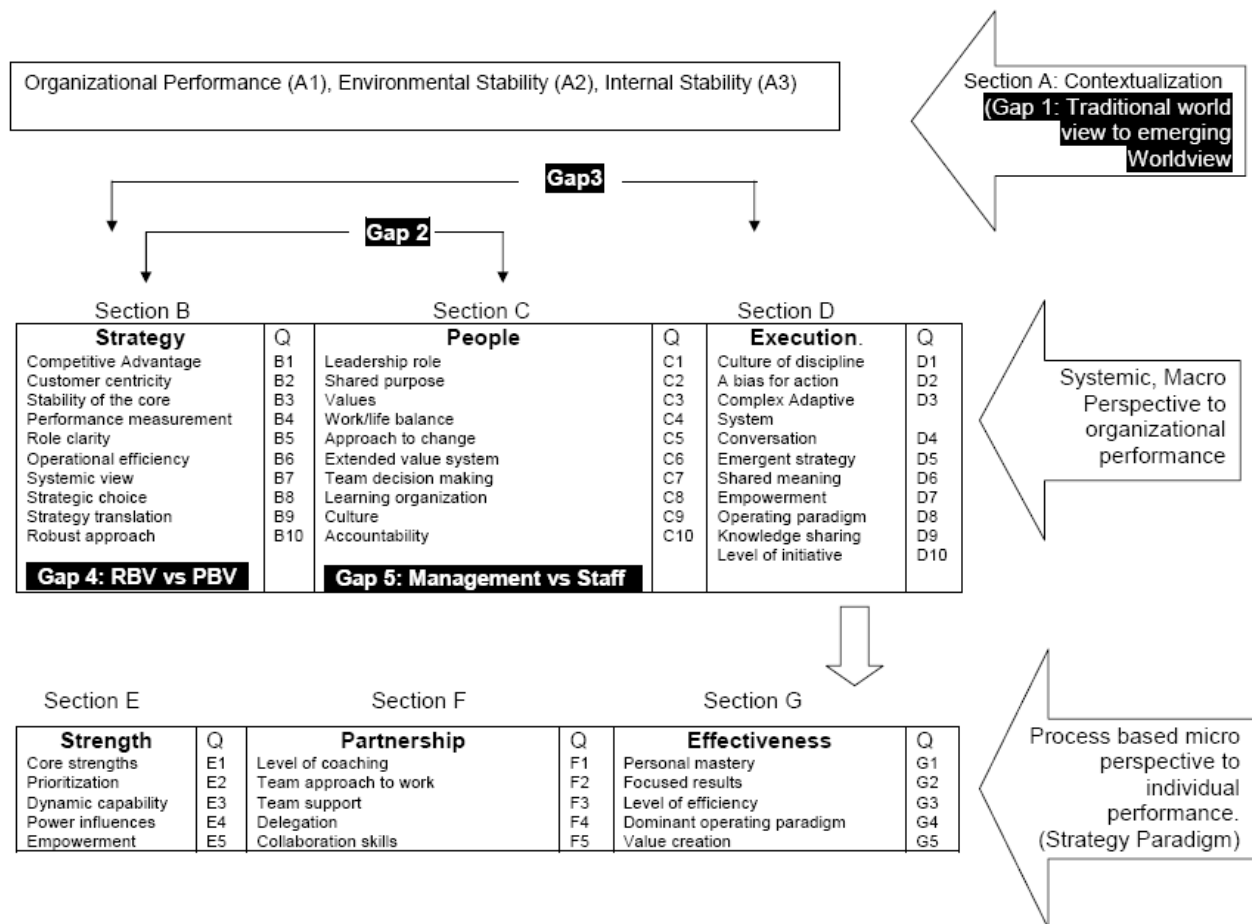 Organizational Performance (A1), Environmental Stability (A2), Internal Stability (A3)
Section A: Contextualization
(Gap 1: Traditional world
view to emerging
Worldview
Gap3
Gap 2
Section B Section C Section D
Strategy Q People Q Execution. Q
Competitive Advantage B1 Leadership role C1 Culture of discipline D1
Customer centricity B2 Shared purpose C2 A bias for action D2
Stability of the core B3 Values C3 Complex Adaptive D3
Performance measurement B4 Work/life balance C4 System
Role clarity B5 Approach to change C5 Conversation D4
Operational efficiency B6 Extended value system C6 Emergent strategy D5
Systemic view B7 Team decision making C7 Shared meaning D6
Strategic choice B8 Learning organization C8 Empowerment D7
Strategy translation B9 Culture C9 Operating paradigm D8
Robust approach B10 Accountability C10 Knowledge sharing D9
Level of initiative D10
Gap 4: RBV vs PBV Gap 5: Management vs Staff
Systemic, Macro
Perspective to
organizational
performance
Section E Section F Section G
Strength Q Partnership Q Effectiveness Q
Core strengths E1 Level of coaching F1 Personal mastery G1
Prioritization E2 Team approach to work F2 Focused results G2
Dynamic capability E3 Team support F3 Level of efficiency G3
Power influences E4 Delegation F4 Dominant operating paradigm G4
Empowerment E5 Collaboration skills F5 Value creation G5
Process based micro
perspective to
individual
performance.
(Strategy Paradigm)